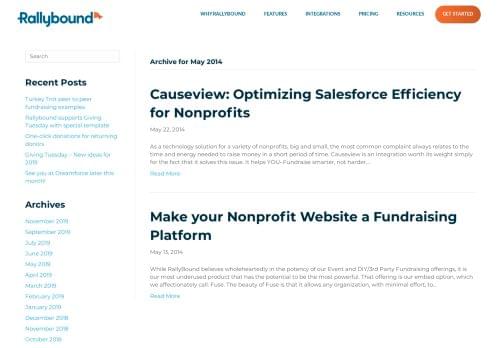 Rallybound
WHY RALLYBOUND
FEATURES
INTEGRATIONS
PRICING
RESOURCES
GET STARTED
Search
Recent Posts
Turkey Trot peer to peer
fundraising examples
Rallybound supports Giving
Tuesday with special template
One-click donations for returning
donors
Giving Tuesday - New ideas for
2019
See you at Dreamforce later this
month!
Archives
November 2019
September 2019
July 2019
June 2019
May 2019
April 2019
March 2019
February 2019
January 2019
December 2018
November 2018
October 2018
Archive for May 2014
Causeview: Optimizing Salesforce Efficiency
for Nonprofits
May 22, 2014
As a technology solution for a variety of nonprofits, big and small, the most common complaint always relates to the
time and energy needed to raise money in a short period of time. Causeview is an integration worth its weight simply
for the fact that it solves this issue. It helps YOU-Fundraise smarter, not harder,...
Read More
Make your Nonprofit Website a Fundraising
Platform
May 13, 2014
While RallyBound believes wholeheartedly in the potency of our Event and DIY/3rd Party Fundraising offerings, it is
our most underused product that has the potential to be the most powerful. That offering is our embed option, which
we affectionately call: Fuse. The beauty of Fuse is that it allows any organization, with minimal effort, to...
Read More